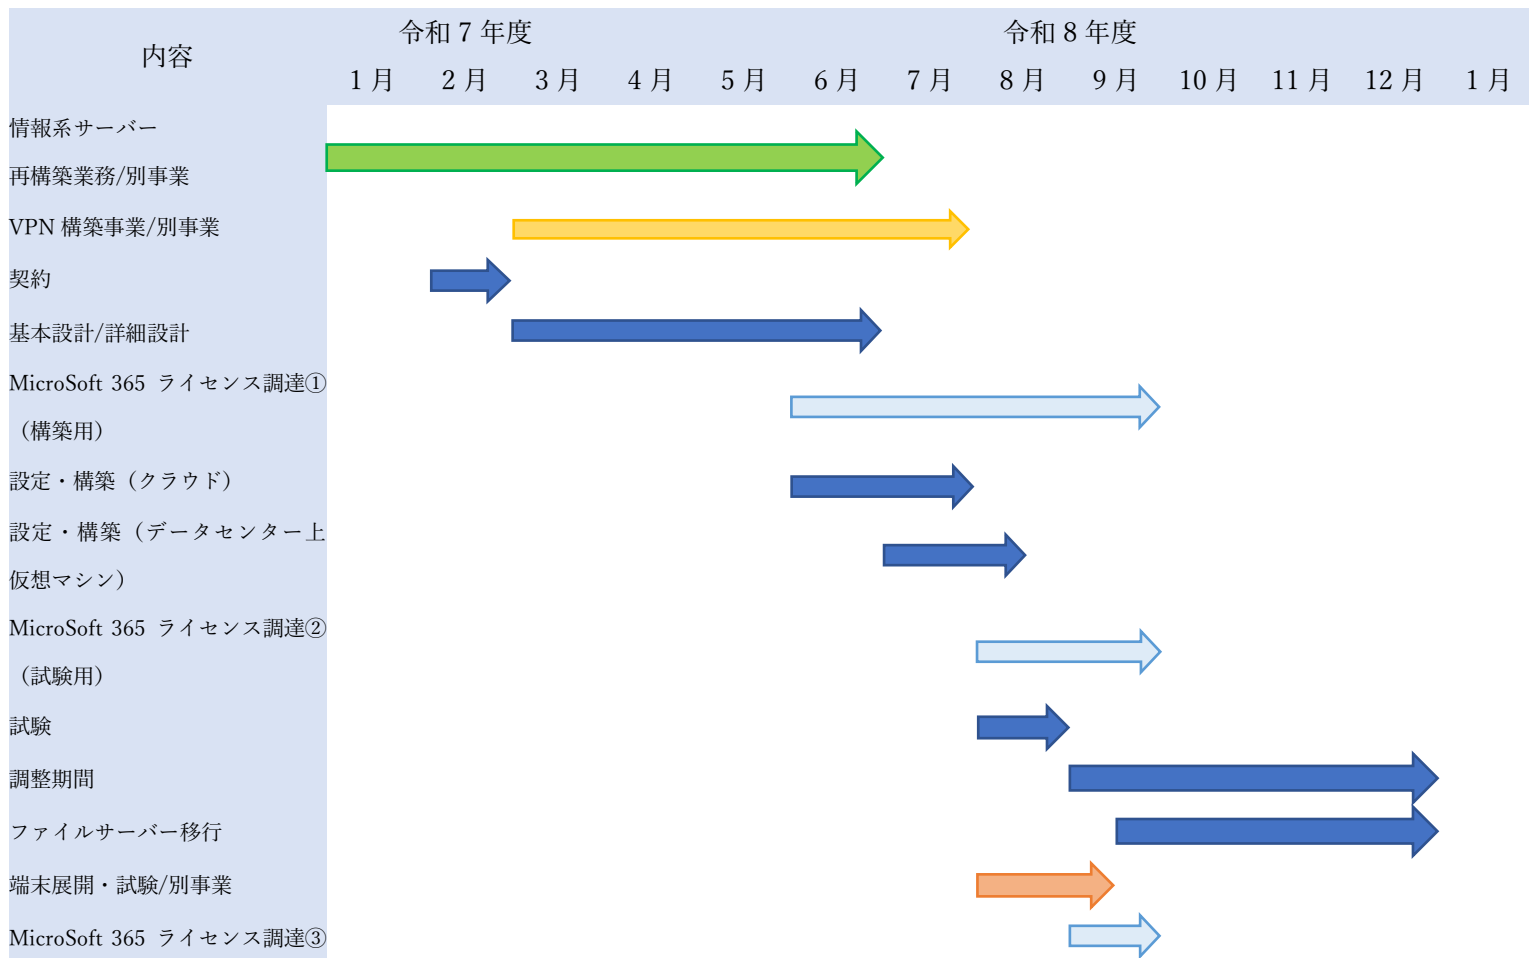 内容
令和 7 年度
令和 8 年度
1 月 2 月 3 月 4 月 5 月 6 月 7 月 8 月 9 月 10 月 11 月 12 月 1 月
情報系サーバー
再構築業務/別事業
VPN 構築事業/別事業
契約
基本設計/詳細設計
MicroSoft 365 ライセンス調達①
（構築用）
設定・構築（クラウド）
設定・構築（データセンター上
仮想マシン）
MicroSoft 365 ライセンス調達②
（試験用）
試験
調整期間
ファイルサーバー移行
端末展開・試験/別事業
MicroSoft 365 ライセンス調達③